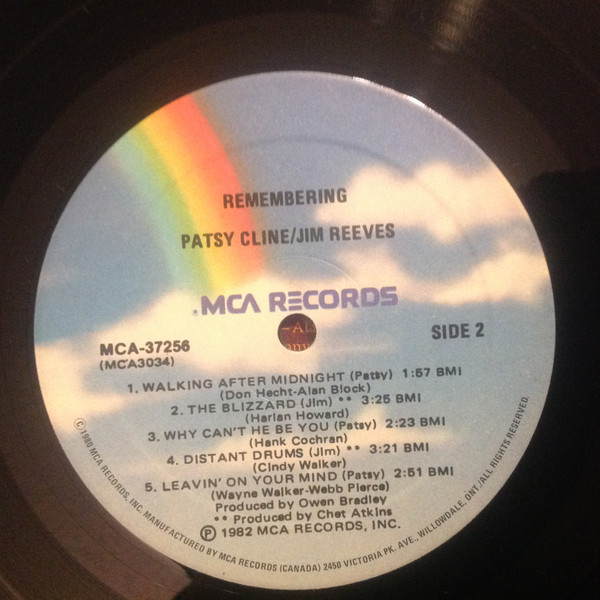 REMEMBERING
PATSY CLINE/JIM REEVES
MCA RECORDS
MCA-37256
(MCA3034)
SIDE 2
1. WALKING AFTER MIDNIGHT (Patsy) 1:57 BMI
(Don Hecht-Alan Block)
2. THE BLIZZARD (Jim) ** 3:25 BMI
(Harlan Howard)
3. WHY CAN'T HE BE YOU (Patsy) 2:23 BMI
(Hank Cochran)
4. DISTANT DRUMS (Jim) ** 3:21 BMI
(Cindy Walker)
5. LEAVIN' ON YOUR MIND (Patsy) 2:51 BMI
(Wayne Walker-Webb Pierce)
Produced by Owen Bradley
** Produced by Chet Atkins
Ⓟ 1982 MCA RECORDS, INC.
©1980 MCA RECORDS, INC. MANUFACTURED BY MCA RECORDS (CANADA) 2450 VICTORIA PK. AVE., WILLOWDALE, ONT./ALL RIGHTS RESERVED.